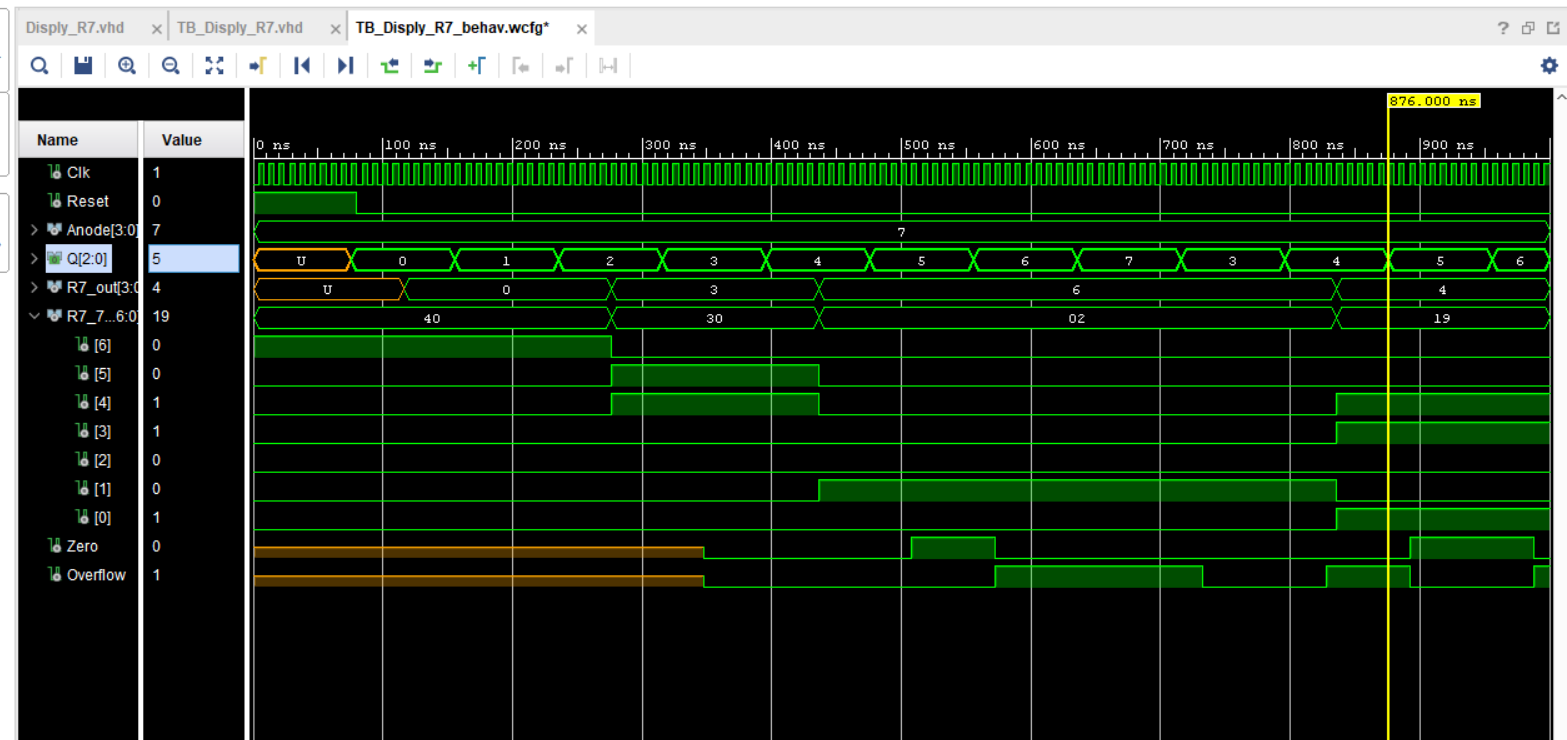 Disply_R7.vhd × TB_Disply_R7.vhd × TB_Disply_R7_behav.wcfg* ×
?
876.000 ns
Name Value
0 ns 100 ns 200 ns 300 ns 400 ns 500 ns 600 ns 700 ns 800 ns 900 ns
Clk 1
Reset 0
Anode[3:0] 7 7
Q[2:0] 5 U 0 1 2 3 4 5 6 7 3 4 5 6
R7_out[3:0 4 U 0 3 6 4
R7_7...6:0] 19 40 30 02 19
[6] 0
[5] 0
[4] 1
[3] 1
[2] 0
[1] 0
[0] 1
Zero 0
Overflow 1